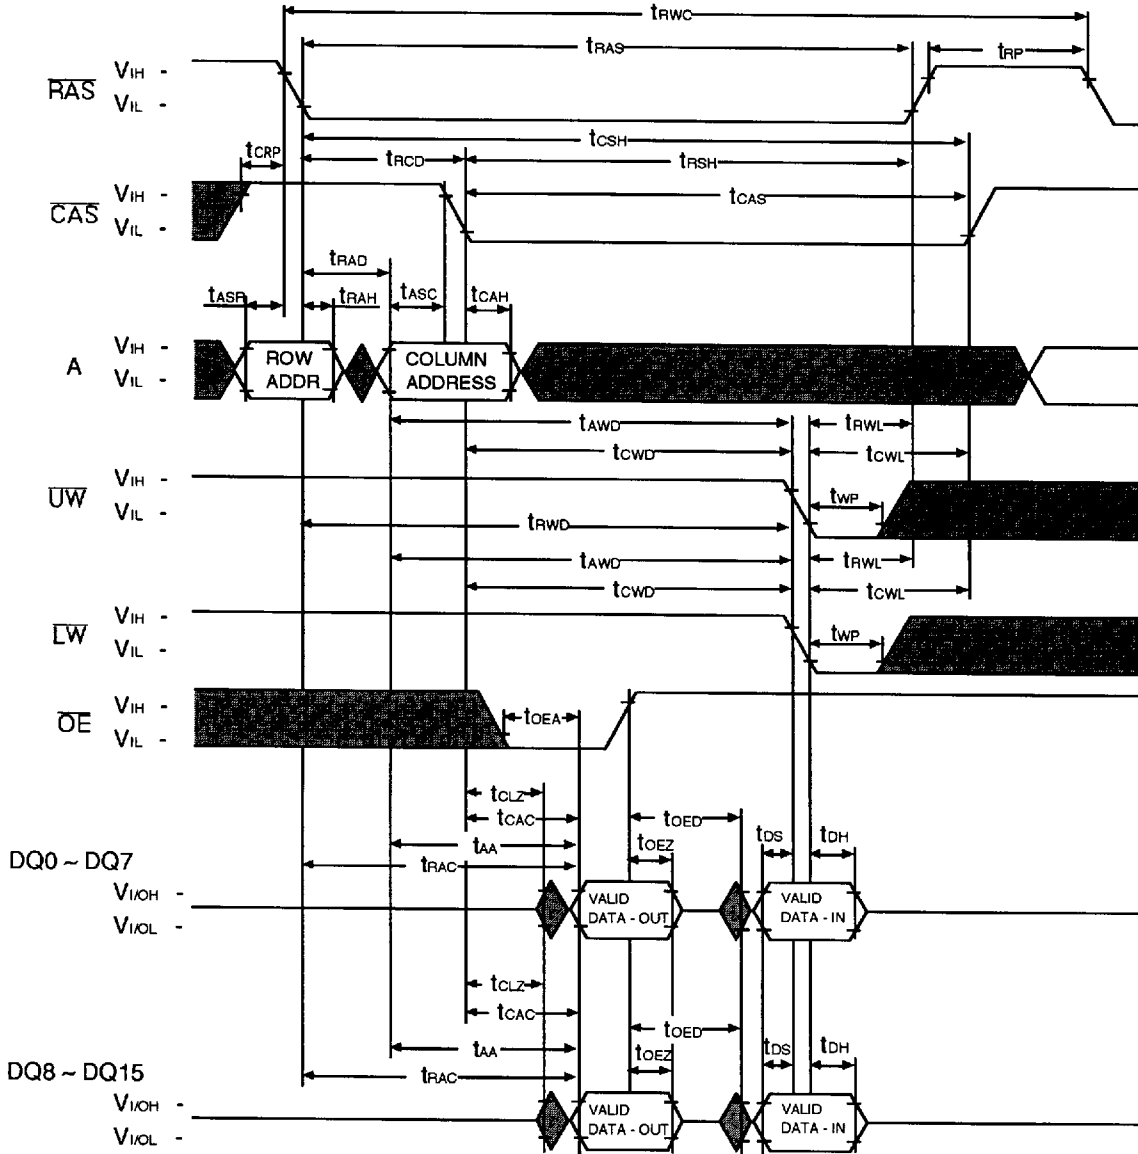 tRWC
tRAS
tRP
RAS
VIH -
VIL -
tCSH
tCRP
tRCD
tRSH
CAS
VIH -
VIL -
tCAS
tRAD
tASR
tRAH
tASC
tCAH
A
VIH -
VIL -
ROW
ADDR
COLUMN
ADDRESS
tAWD
tRWL
tCWD
tCWL
UW
VIH -
VIL -
tWP
tRWD
tAWD
tRWL
tCWD
tCWL
LW
VIH -
VIL -
tWP
OE
VIH -
VIL -
tOEA
tCLZ
tCAC
tOED
tAA
tOEZ
tDS
tDH
DQ0 ~ DQ7
tRAC
VI/OH -
VI/OL -
VALID
DATA - OUT
VALID
DATA - IN
tCLZ
tCAC
tOED
tAA
tOEZ
tDS
tDH
DQ8 ~ DQ15
tRAC
VI/OH -
VI/OL -
VALID
DATA - OUT
VALID
DATA - IN